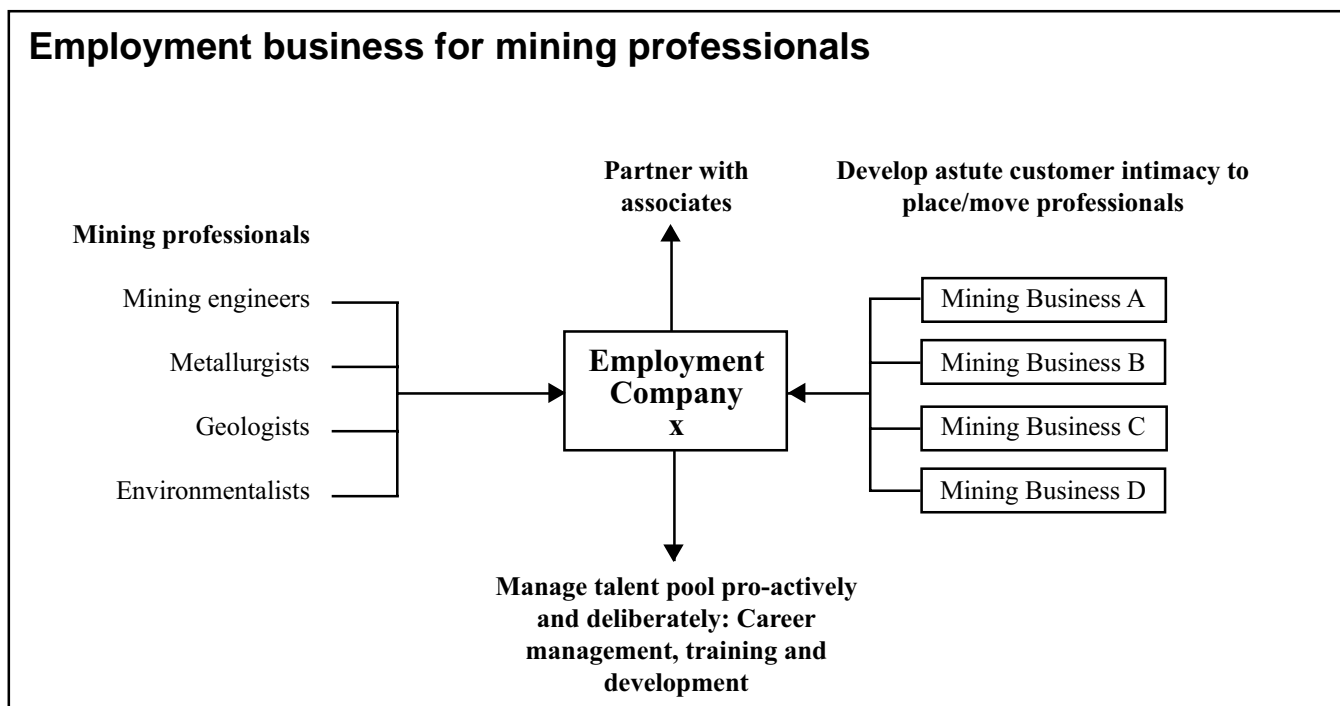 Employment business for mining professionals
Partner with
associates
Develop astute customer intimacy to
place/move professionals
Mining professionals
Mining engineers
Metallurgists
Geologists
Environmentalists
Employment
Company
x
Mining Business A
Mining Business B
Mining Business C
Mining Business D
Manage talent pool pro-actively
and deliberately: Career
management, training and
development